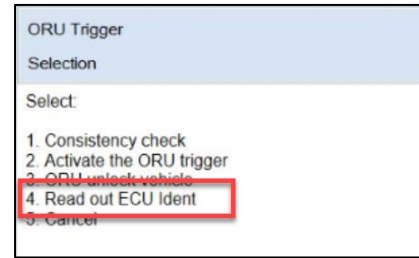 ORU Trigger
Selection
Select:
1. Consistency check
2. Activate the ORU trigger
3. ORU unlock vehicle
4. Read out ECU Ident
5. Cancel